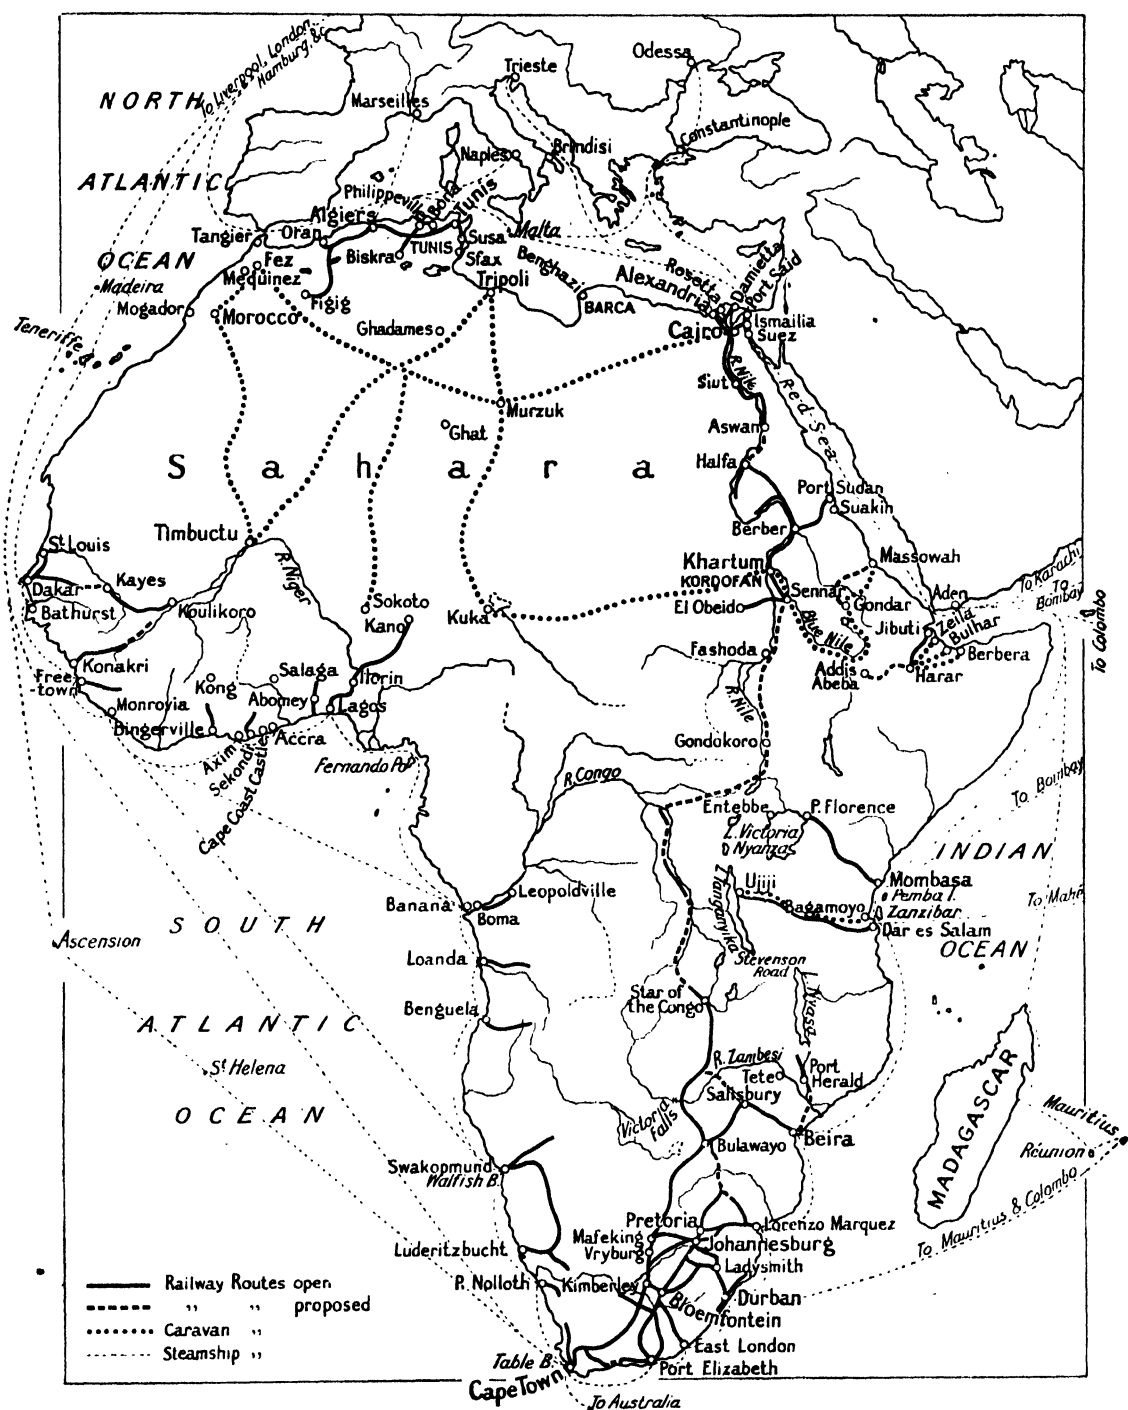 To Liverpool, London,
Hamburg, &c.
NORTH
ATLANTIC
OCEAN
Madeira
Teneriffe
Odessa
Trieste
Marseilles
Constantinople
Naples
Brindisi
Philippeville
Bona
Tunis
Algiers
Oran
Tangier
Malta
Fez
Mequinez
Biskra
TUNIS
Susa
Sfax
Benghazi
Tripoli
BARCA
Alexandria
Rosetta
Damietta
Port Said
Mogador
Morocco
Figig
Ghadames
Cairo
Ismailia
Suez
R. Nile
Siut
Red Sea
Murzuk
Ghat
Aswan
Sahara
Halfa
Port Sudan
Suakin
Timbuctu
Berber
St. Louis
R. Niger
Khartum
KORDOFAN
Massowah
To Karachi
To
Bombay
To Colombo
Dakar
Kayes
Bathurst
Koulikoro
Sokoto
Kano
Kuka
El Obeido
Sennar
Gondar
Aden
Blue Nile
Jibuti
Zeila
Bulhar
Berbera
Konakri
Free
-town
Kong
Salaga
Ilorin
Fashoda
Addis
Abeba
Harar
Monrovia
Abomey
Lagos
Bingerville
Axim
Sekondi
Cape Coast Castle
Accra
R. Nile
Gondokoro
Fernando Po
R. Congo
Entebbe
P. Florence
To Bombay
L. Victoria
Nyanza
INDIAN
OCEAN
Leopoldville
Banana
Boma
Ujiji
L. Tanganyika
Bagamoyo
Mombasa
Pemba I.
Zanzibar
Dar es Salam
To Mahé
SOUTH
ATLANTIC
OCEAN
Ascension
Loanda
Stevenson
Road
L. Nyassa
Benguela
Star of
the Congo
St. Helena
R. Zambesi
Tete
Port
Herald
Salisbury
Victoria
Falls
Bulawayo
Beira
MADAGASCAR
Mauritius
Réunion
To Mauritius & Colombo
Swakopmund
Walfish B.
Pretoria
Lorenzo Marquez
Mafeking
Vryburg
Johannesburg
Luderitzbucht
Ladysmith
P. Nolloth
Kimberley
Durban
Bloemfontein
East London
Table B.
Cape Town
Port Elizabeth
To Australia
Railway Routes open
" " proposed
Caravan "
Steamship "